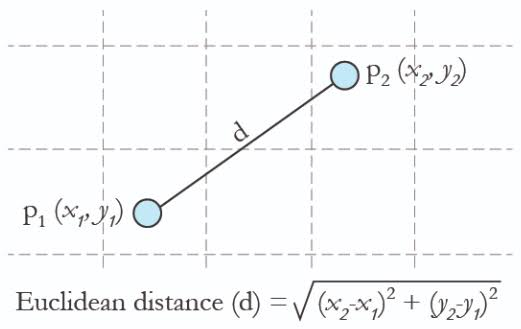 p₂ (x₂, y₂)
d
p₁ (x₁, y₁)
Euclidean distance (d) = √(x₂-x₁)² + (y₂-y₁)²